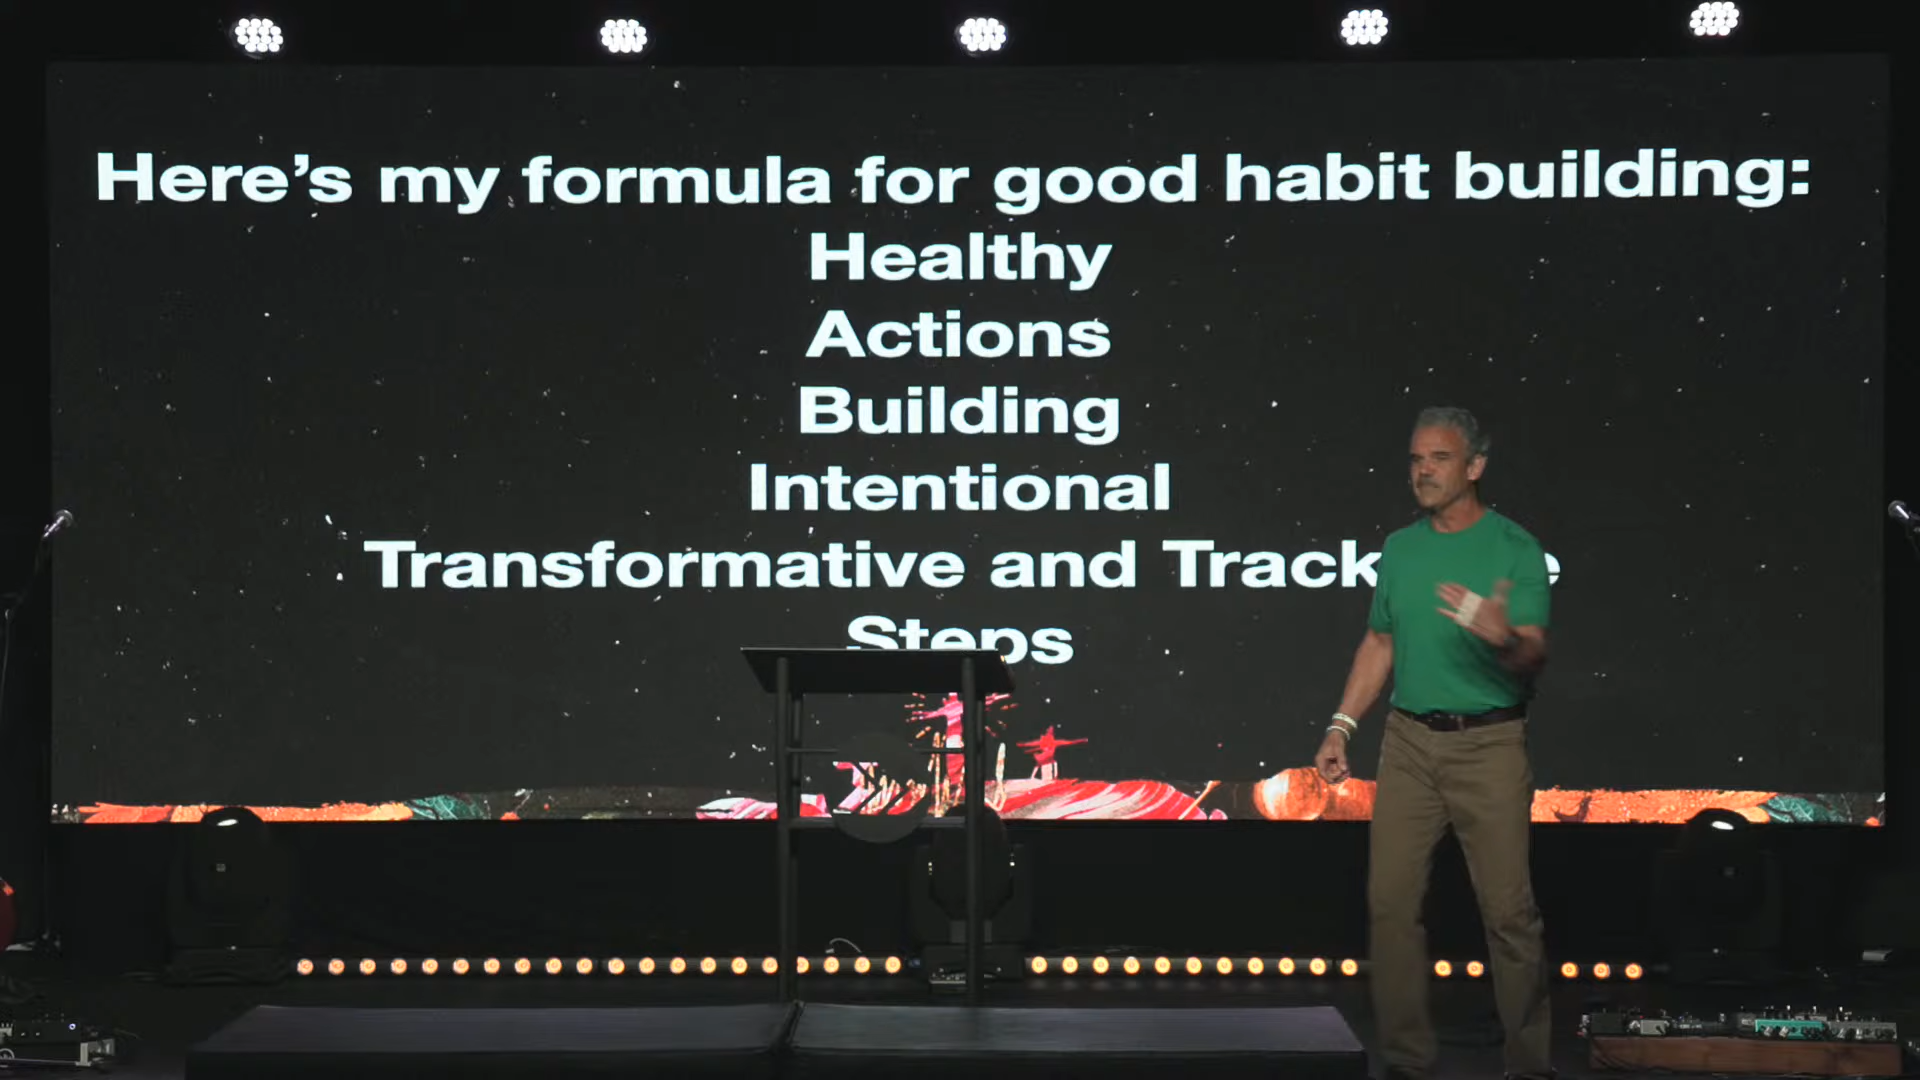 Here’s my formula for good habit building:
Healthy
Actions
Building
Intentional
Transformative and
Steps